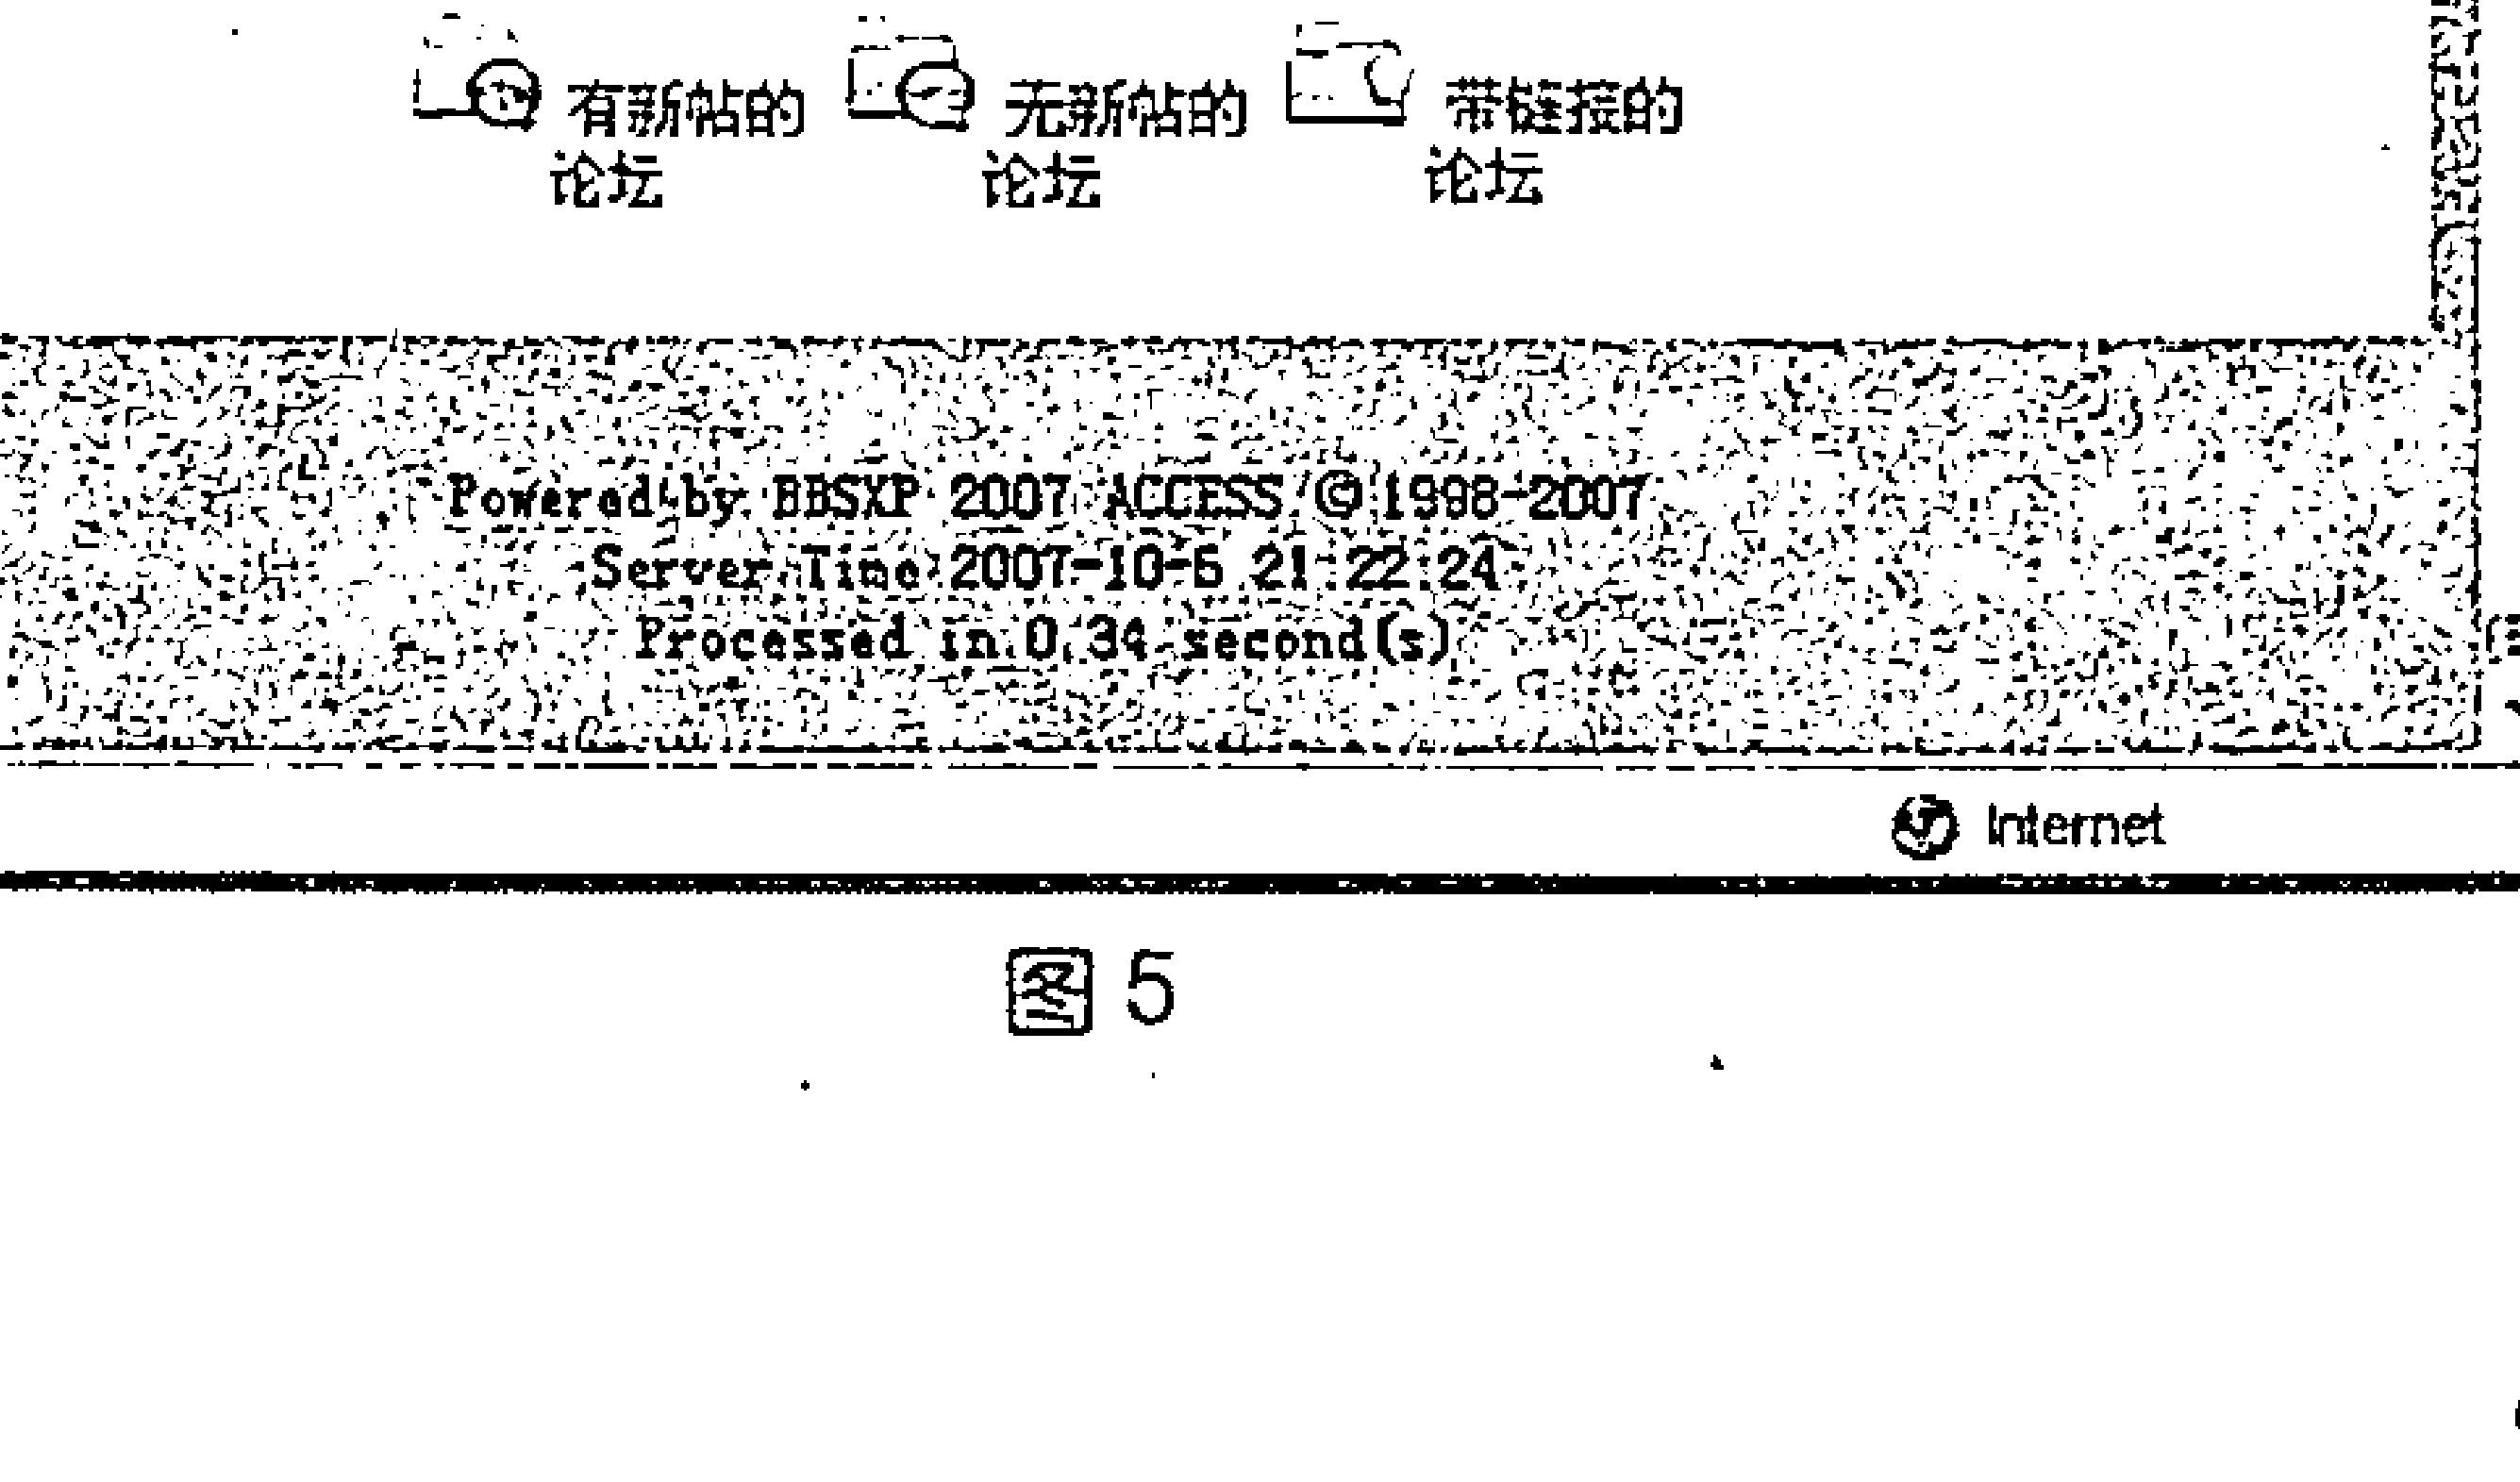 有新帖的论坛
无新帖的论坛
带链接的论坛
Powered by BBSXP 2007 ACCESS © 1998-2007
Server Time 2007-10-6 21:22:24
Processed in 0.34 second(s)
Internet
图 5